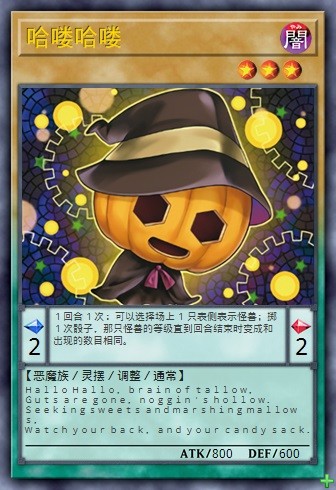 哈喽哈喽
闇
1回合1次:可以选择场上1只表侧表示怪兽;掷
1次骰子,那只怪兽的等级直到回合结束时变成和
出现的数目相同。
2
2
【恶魔族/灵摆/调整/通常】
Hallo Hallo, brain of tallow,
Guts are gone, noggin's hollow.
Seeking sweets and marshing mallow
s,
Watch your back, and your candy sack.
ATK/800 DEF/600